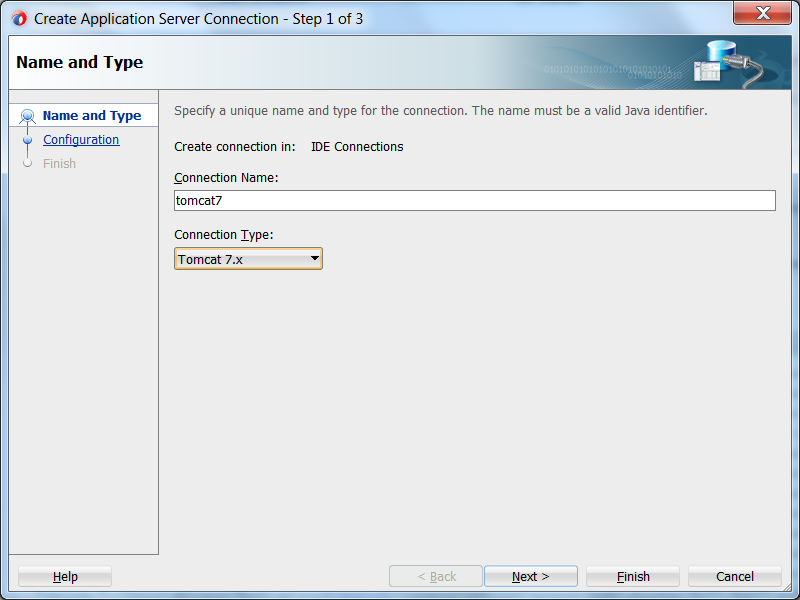 Create Application Server Connection - Step 1 of 3
Name and Type
Name and Type
Configuration
Finish
Specify a unique name and type for the connection. The name must be a valid Java identifier.
Create connection in: IDE Connections
Connection Name:
tomcat7
Connection Type:
Tomcat 7.x
Help
< Back
Next >
Finish
Cancel